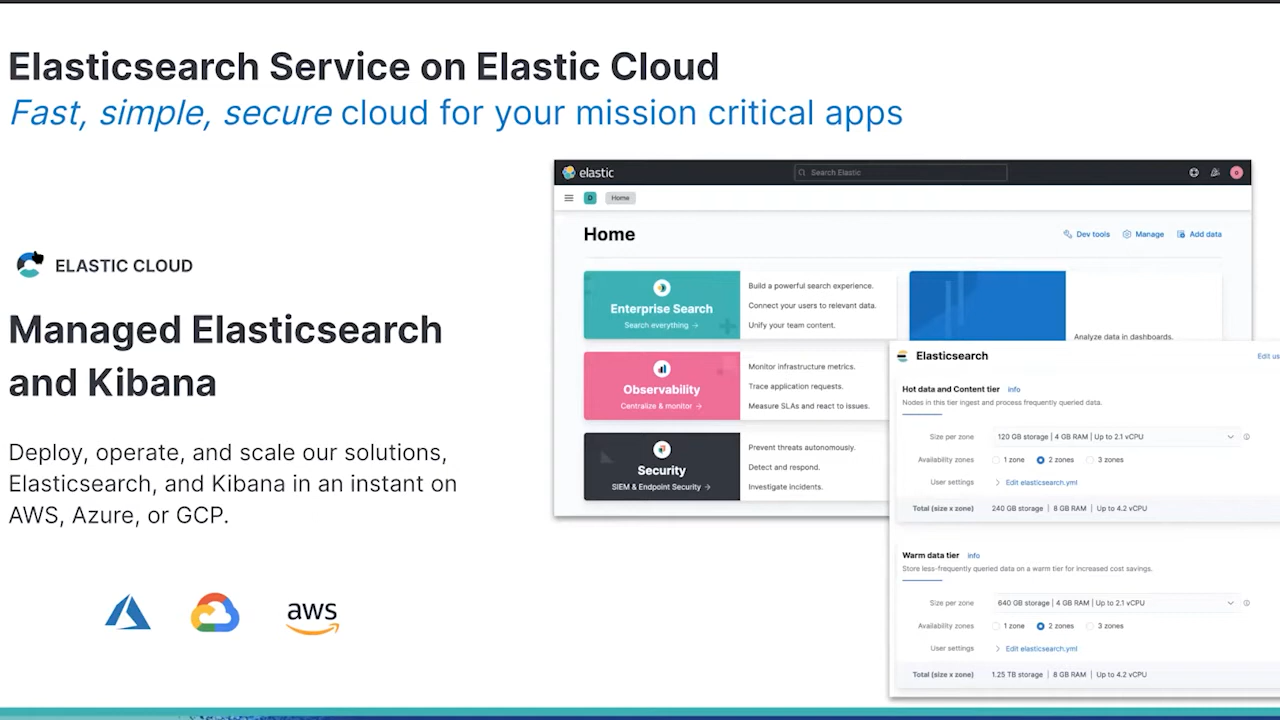 Elasticsearch Service on Elastic Cloud
Fast, simple, secure cloud for your mission critical apps
ELASTIC CLOUD
Managed Elasticsearch
and Kibana
Deploy, operate, and scale our solutions,
Elasticsearch, and Kibana in an instant on
AWS, Azure, or GCP.
aws
elastic
Search Elastic
D
Home
Home
Dev tools
Manage
Add data
Enterprise Search
Search everything →
Build a powerful search experience.
Connect your users to relevant data.
Unify your team content.
Analyze data in dashboards.
Observability
Centralize & monitor →
Monitor infrastructure metrics.
Trace application requests.
Measure SLAs and react to issues.
Security
SIEM & Endpoint Security →
Prevent threats autonomously.
Detect and respond.
Investigate incidents.
Elasticsearch
Edit us
Hot data and Content tier info
Nodes in this tier ingest and process frequently queried data.
Size per zone 120 GB storage | 4 GB RAM | Up to 2.1 vCPU
Availability zones 1 zone 2 zones 3 zones
User settings > Edit elasticsearch.yml
Total (size x zone) 240 GB storage | 8 GB RAM | Up to 4.2 vCPU
Warm data tier info
Store less-frequently queried data on a warm tier for increased cost savings.
Size per zone 640 GB storage | 4 GB RAM | Up to 2.1 vCPU
Availability zones 1 zone 2 zones 3 zones
User settings > Edit elasticsearch.yml
Total (size x zone) 1.25 TB storage | 8 GB RAM | Up to 4.2 vCPU